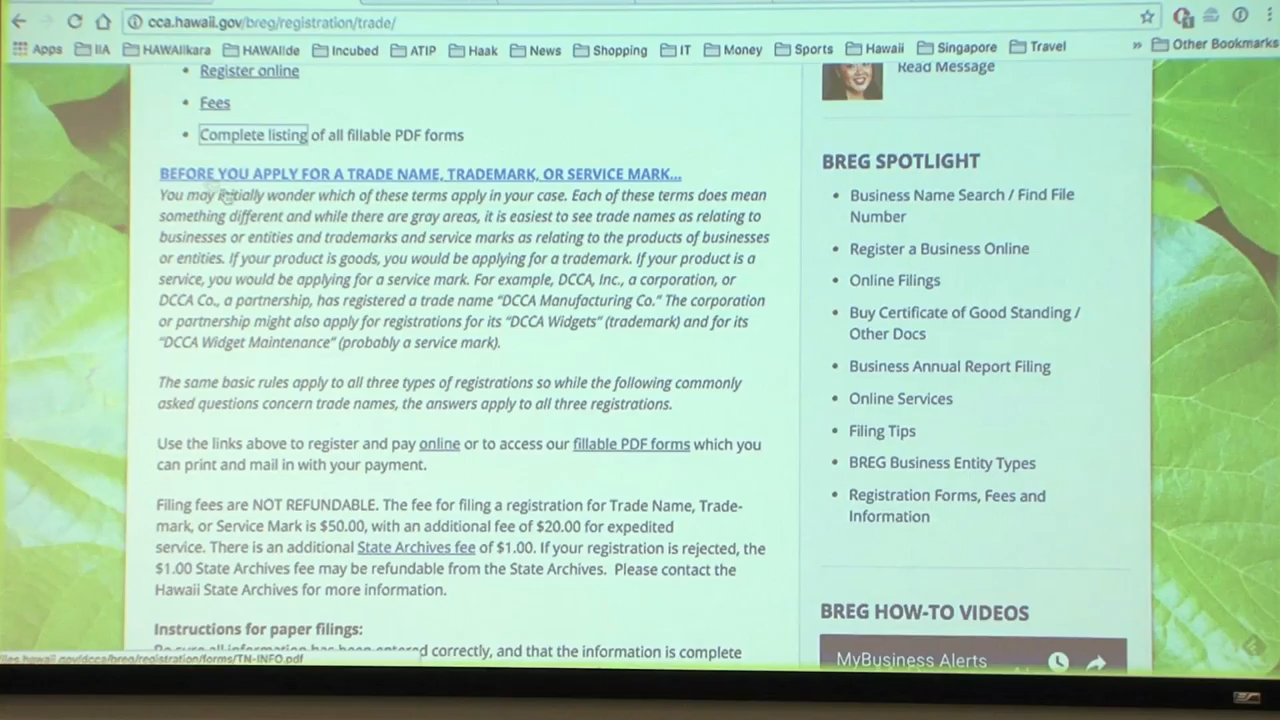 cca.hawaii.gov/breg/registration/trade/
Apps IIA HAWAIIkara HAWAIIde Incubed ATIP Haak News Shopping IT Money Sports Hawaii Singapore Travel » Other Bookmarks
Register online
Fees
Complete listing of all fillable PDF forms
BEFORE YOU APPLY FOR A TRADE NAME, TRADEMARK, OR SERVICE MARK...
You may initially wonder which of these terms apply in your case. Each of these terms does mean
something different and while there are gray areas, it is easiest to see trade names as relating to
businesses or entities and trademarks and service marks as relating to the products of businesses
or entities. If your product is goods, you would be applying for a trademark. If your product is a
service, you would be applying for a service mark. For example, DCCA, Inc., a corporation, or
DCCA Co., a partnership, has registered a trade name “DCCA Manufacturing Co.” The corporation
or partnership might also apply for registrations for its “DCCA Widgets” (trademark) and for its
“DCCA Widget Maintenance” (probably a service mark).
The same basic rules apply to all three types of registrations so while the following commonly
asked questions concern trade names, the answers apply to all three registrations.
Use the links above to register and pay online or to access our fillable PDF forms which you
can print and mail in with your payment.
Filing fees are NOT REFUNDABLE. The fee for filing a registration for Trade Name, Trade-
mark, or Service Mark is $50.00, with an additional fee of $20.00 for expedited
service. There is an additional State Archives fee of $1.00. If your registration is rejected, the
$1.00 State Archives fee may be refundable from the State Archives. Please contact the
Hawaii State Archives for more information.
Instructions for paper filings:
Be sure all information has been entered correctly, and that the information is complete
files.hawaii.gov/dcca/breg/registration/forms/TN-INFO.pdf
Read Message
BREG SPOTLIGHT
Business Name Search / Find File
Number
Register a Business Online
Online Filings
Buy Certificate of Good Standing /
Other Docs
Business Annual Report Filing
Online Services
Filing Tips
BREG Business Entity Types
Registration Forms, Fees and
Information
BREG HOW-TO VIDEOS
MyBusiness Alerts